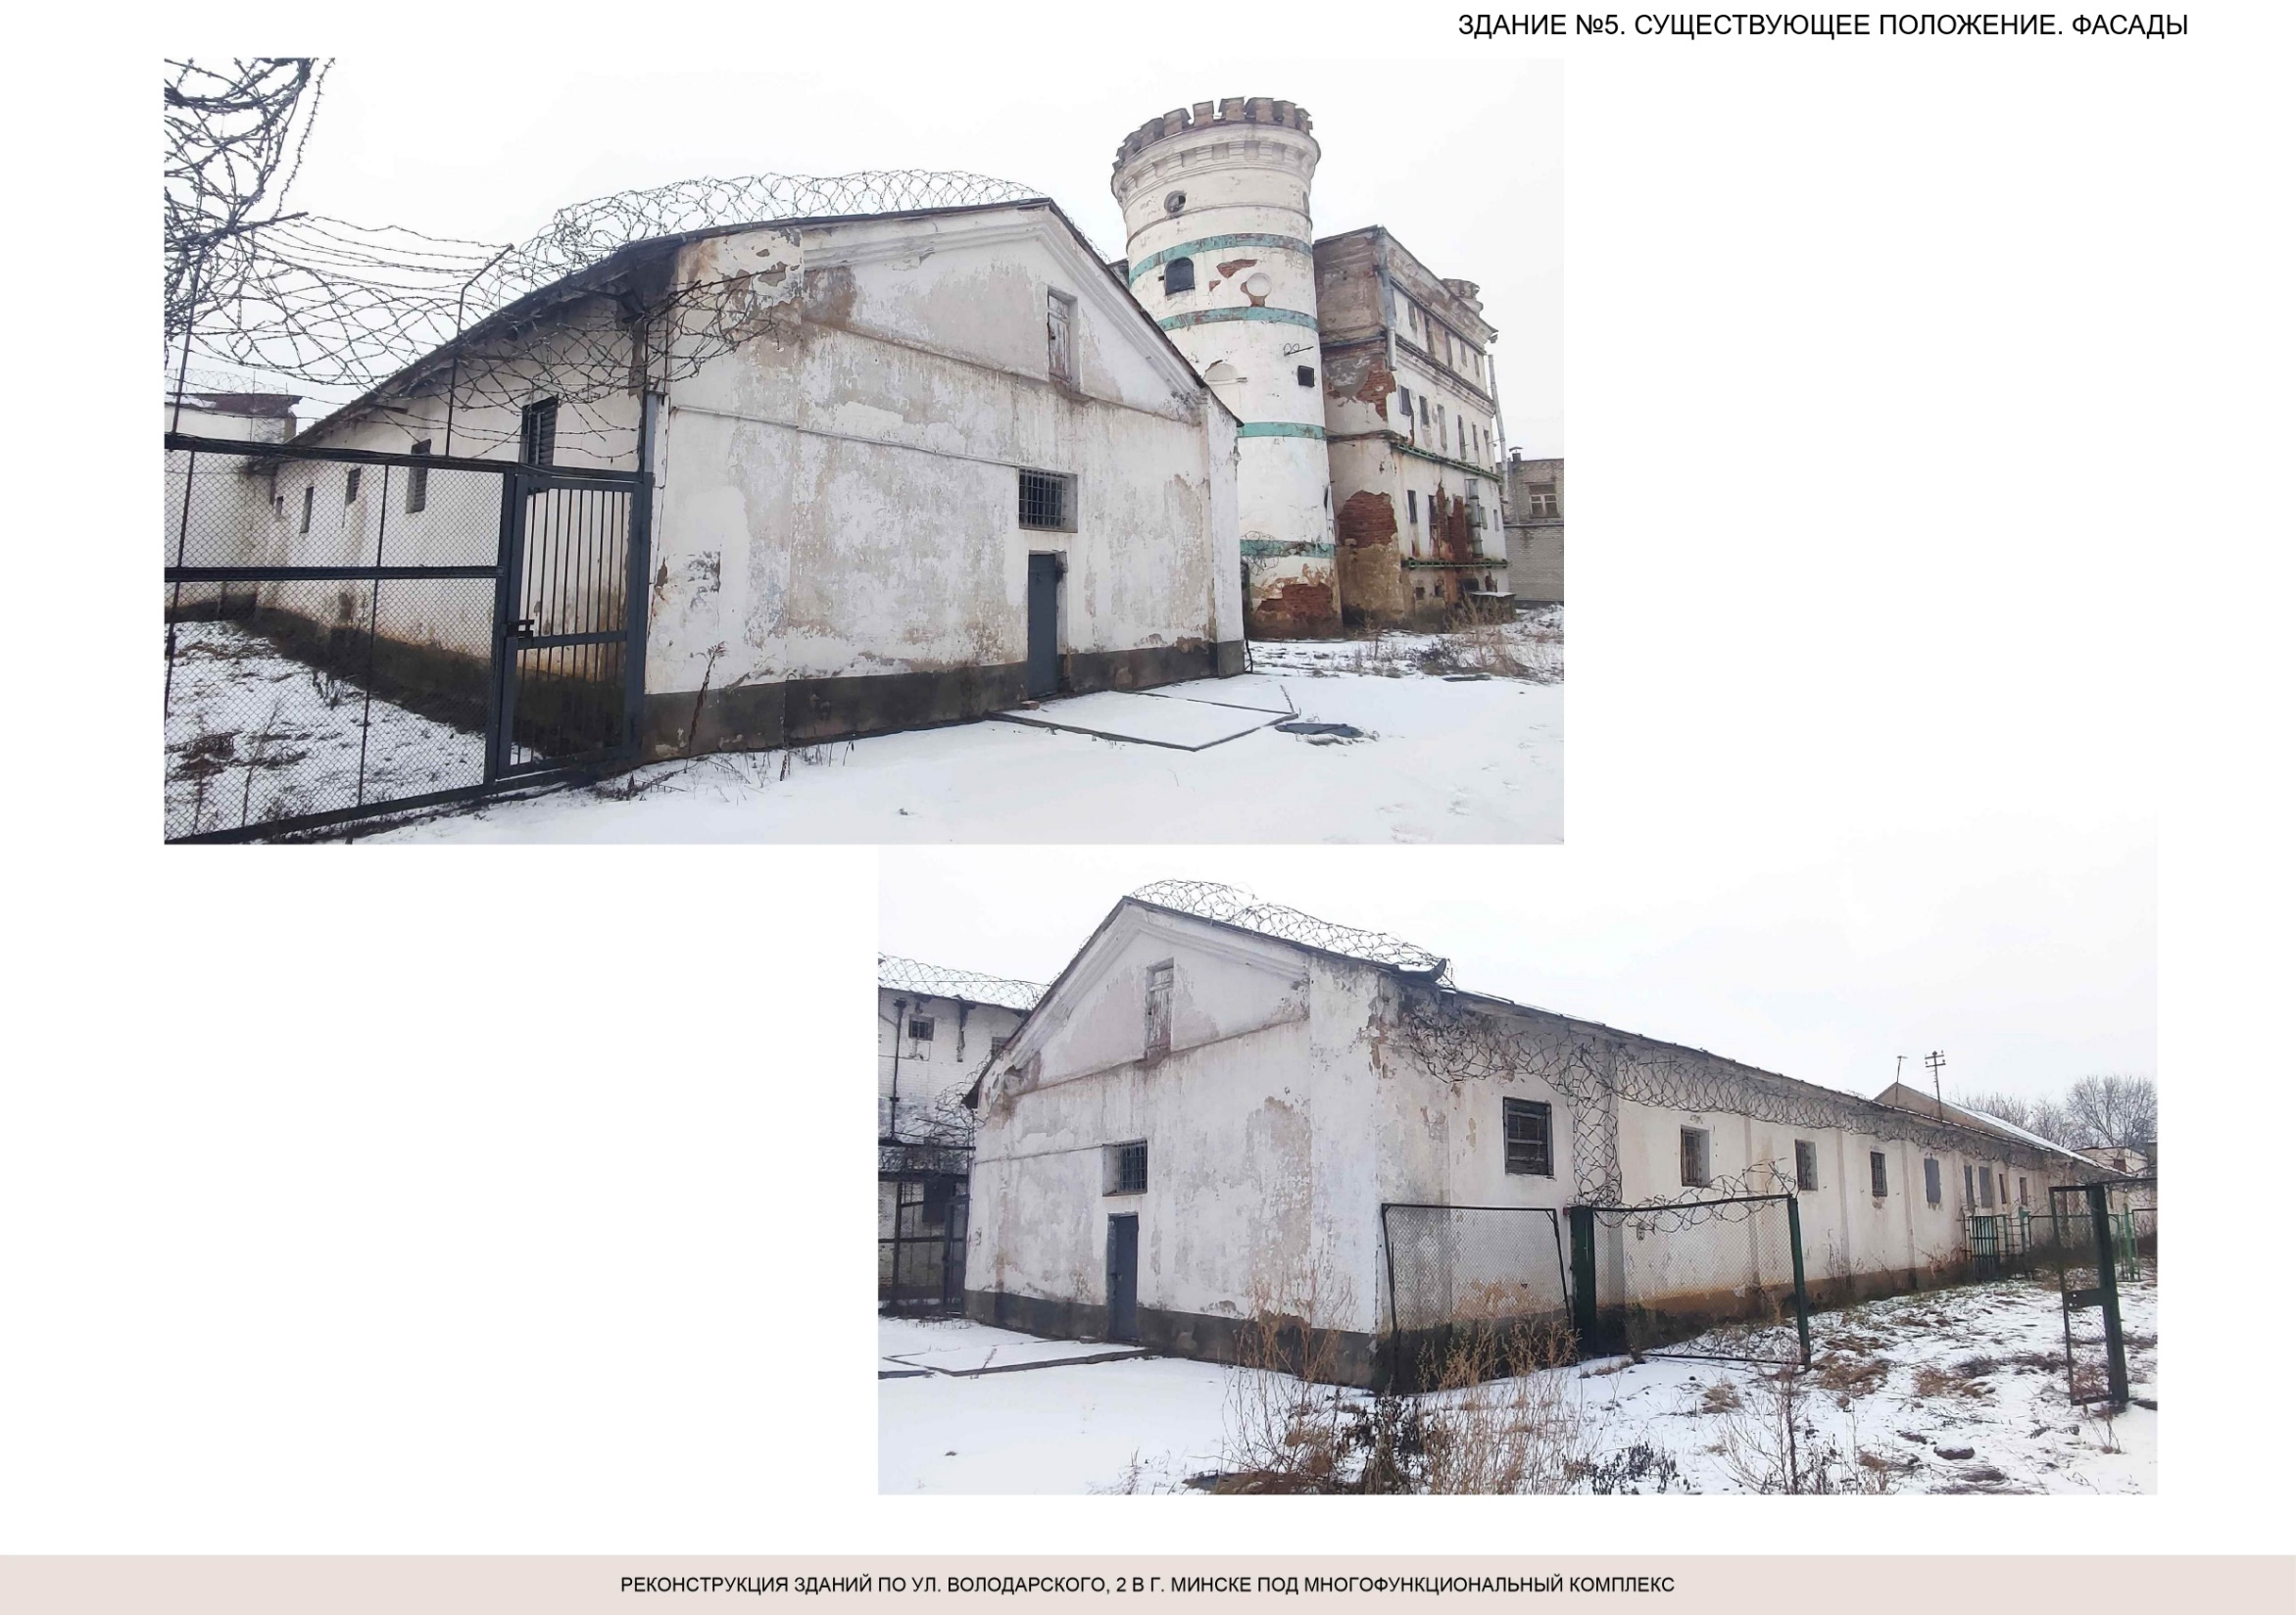 ЗДАНИЕ №5. СУЩЕСТВУЮЩЕЕ ПОЛОЖЕНИЕ. ФАСАДЫ
РЕКОНСТРУКЦИЯ ЗДАНИЙ ПО УЛ. ВОЛОДАРСКОГО, 2 В Г. МИНСКЕ ПОД МНОГОФУНКЦИОНАЛЬНЫЙ КОМПЛЕКС